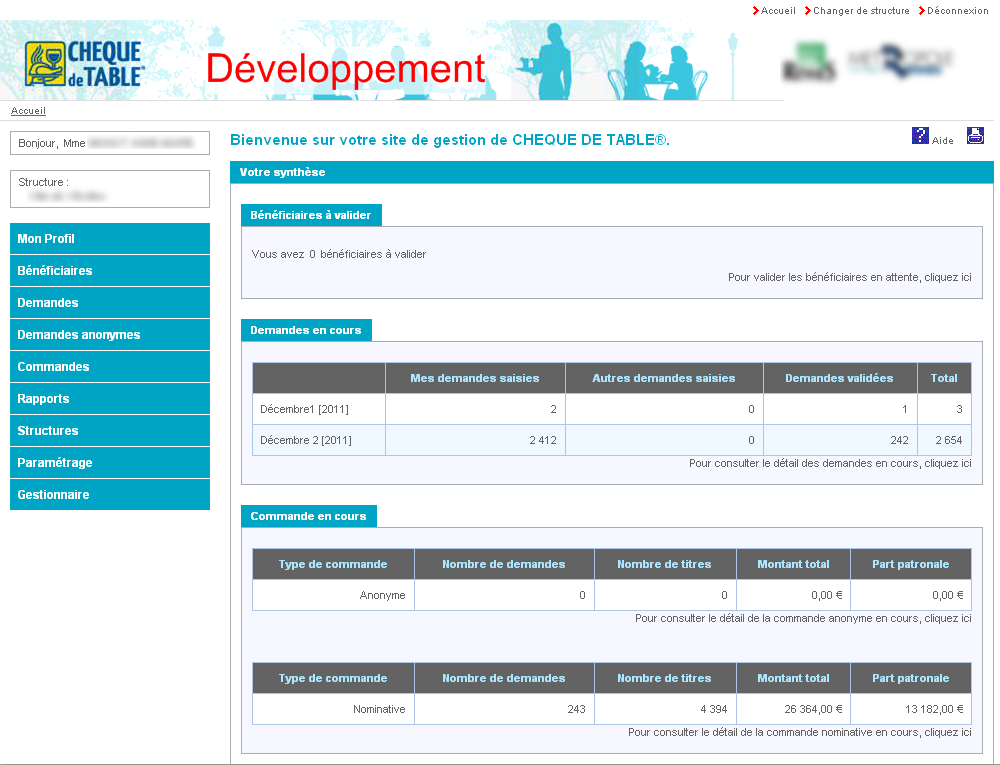 Accueil Changer de structure Déconnexion
CHEQUE
de TABLE®
Développement
Accueil
Bonjour, Mme
Bienvenue sur votre site de gestion de CHEQUE DE TABLE®.
? Aide
Structure :
Votre synthèse
Mon Profil
Bénéficiaires
Demandes
Demandes anonymes
Commandes
Rapports
Structures
Paramétrage
Gestionnaire
Bénéficiaires à valider
Vous avez 0 bénéficiaires à valider
Pour valider les bénéficiaires en attente, cliquez ici
Demandes en cours
Mes demandes saisies Autres demandes saisies Demandes validées Total
Décembre1 [2011] 2 0 1 3
Décembre 2 [2011] 2 412 0 242 2 654
Pour consulter le détail des demandes en cours, cliquez ici
Commande en cours
Type de commande Nombre de demandes Nombre de titres Montant total Part patronale
Anonyme 0 0 0,00 € 0,00 €
Pour consulter le détail de la commande anonyme en cours, cliquez ici
Type de commande Nombre de demandes Nombre de titres Montant total Part patronale
Nominative 243 4 394 26 364,00 € 13 182,00 €
Pour consulter le détail de la commande nominative en cours, cliquez ici